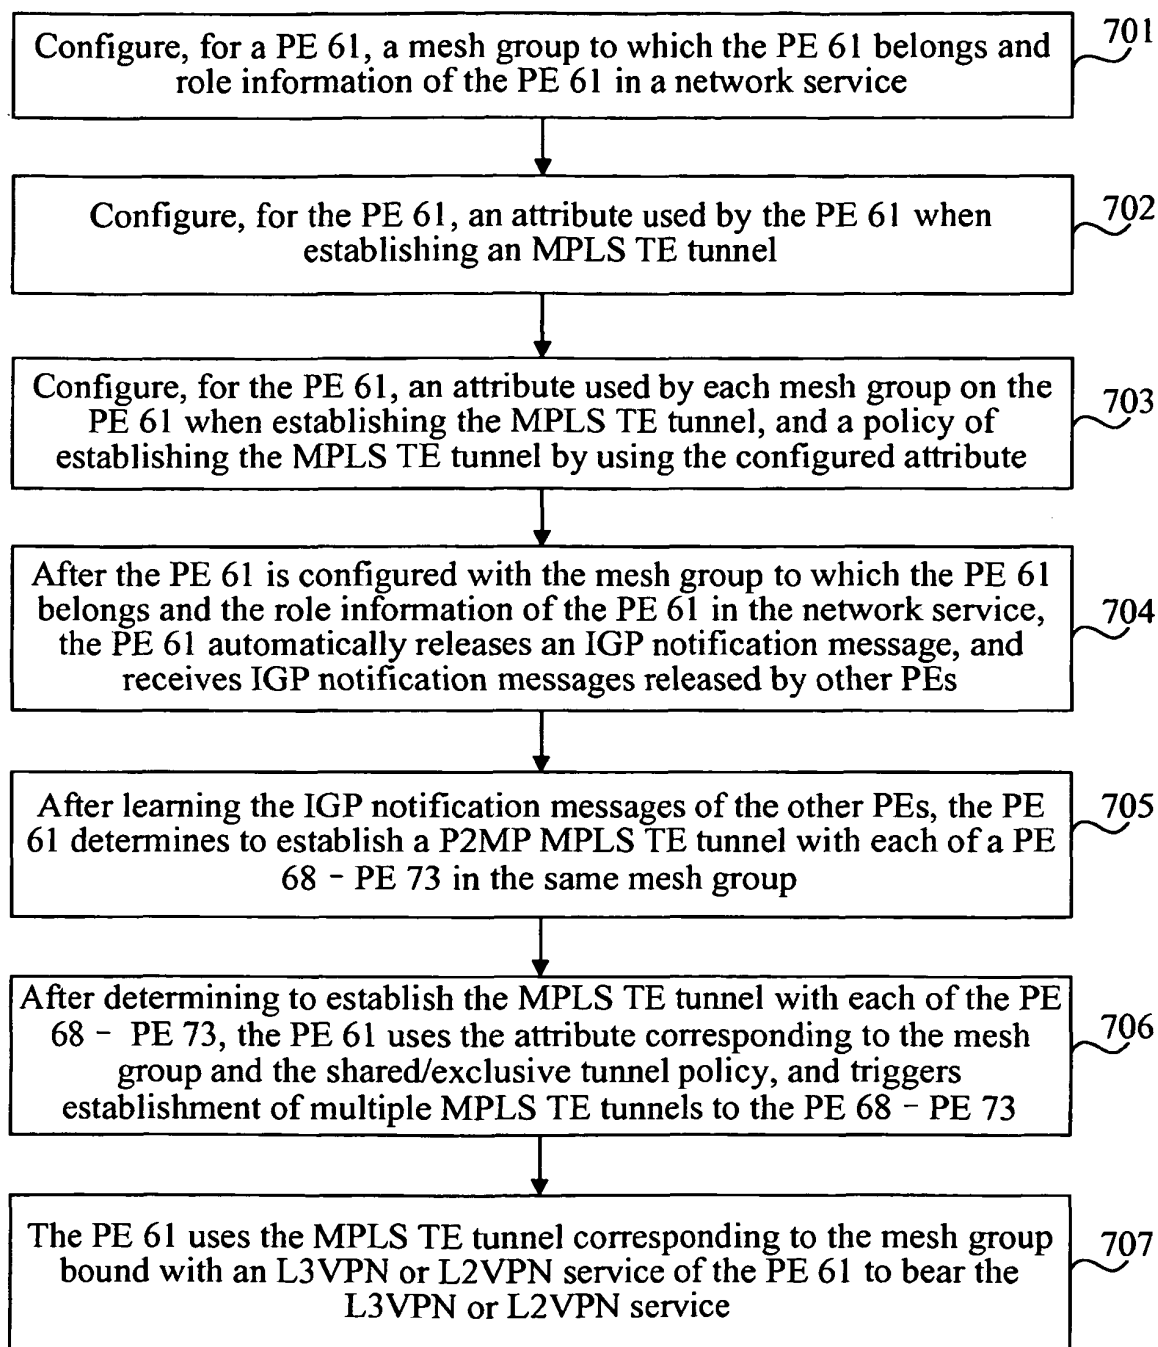 Configure, for a PE 61, a mesh group to which the PE 61 belongs and
role information of the PE 61 in a network service
701
Configure, for the PE 61, an attribute used by the PE 61 when
establishing an MPLS TE tunnel
702
Configure, for the PE 61, an attribute used by each mesh group on the
PE 61 when establishing the MPLS TE tunnel, and a policy of
establishing the MPLS TE tunnel by using the configured attribute
703
After the PE 61 is configured with the mesh group to which the PE 61
belongs and the role information of the PE 61 in the network service,
the PE 61 automatically releases an IGP notification message, and
receives IGP notification messages released by other PEs
704
After learning the IGP notification messages of the other PEs, the PE
61 determines to establish a P2MP MPLS TE tunnel with each of a PE
68 - PE 73 in the same mesh group
705
After determining to establish the MPLS TE tunnel with each of the PE
68 - PE 73, the PE 61 uses the attribute corresponding to the mesh
group and the shared/exclusive tunnel policy, and triggers
establishment of multiple MPLS TE tunnels to the PE 68 - PE 73
706
The PE 61 uses the MPLS TE tunnel corresponding to the mesh group
bound with an L3VPN or L2VPN service of the PE 61 to bear the
L3VPN or L2VPN service
707